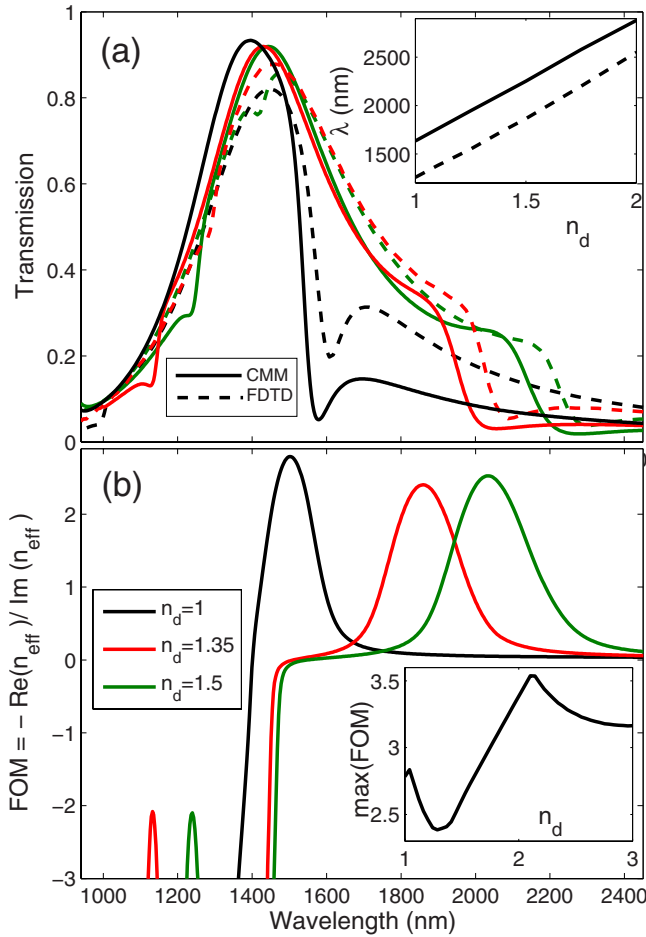 (a)
Transmission
1
0.8
0.6
0.4
0.2
0
CMM
FDTD
λ (nm)
2500
2000
1500
1
1.5
2
n_d
0
(b)
FOM = − Re(n_eff)/ Im (n_eff)
2
1
0
−1
−2
−3
n_d=1
n_d=1.35
n_d=1.5
max(FOM)
3.5
3
2.5
1
2
3
n_d
1000
1200
1400
1600
1800
2000
2200
2400
Wavelength (nm)